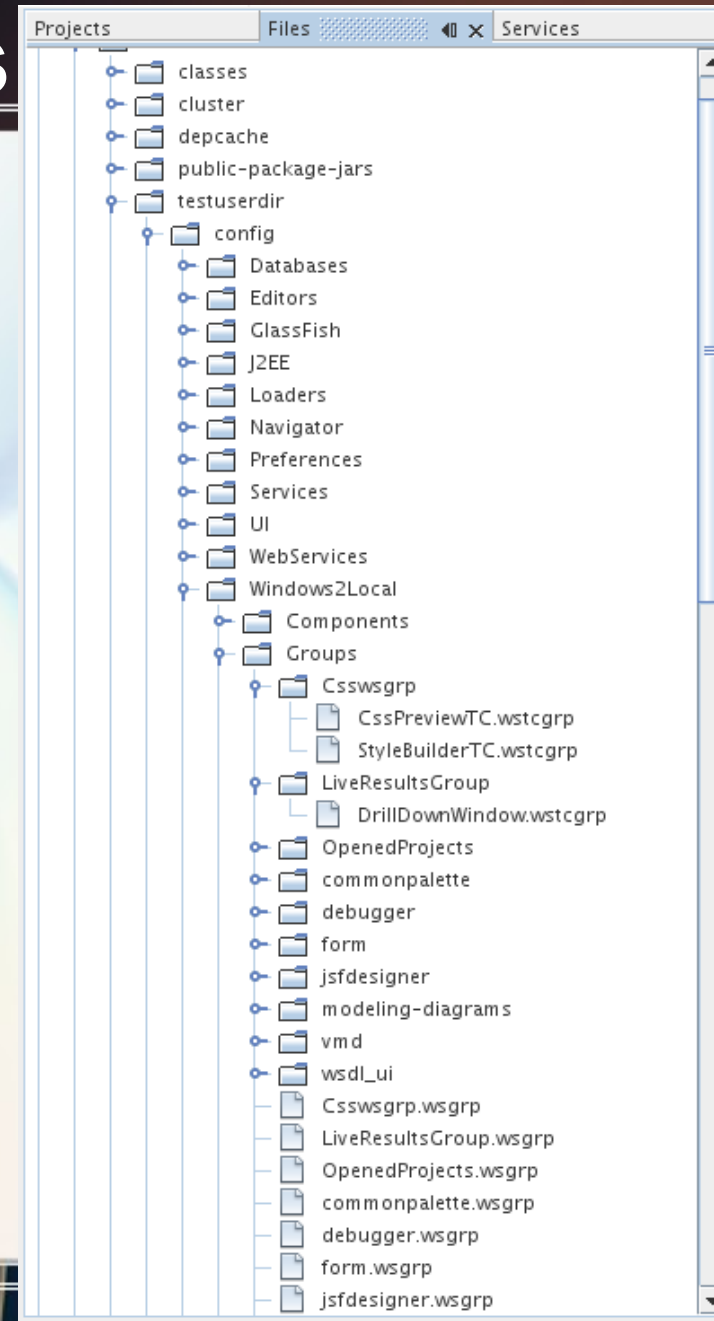 s
Projects Files Services
classes
cluster
depcache
public-package-jars
testuserdir
config
Databases
Editors
GlassFish
J2EE
Loaders
Navigator
Preferences
Services
UI
WebServices
Windows2Local
Components
Groups
Csswsgrp
CssPreviewTC.wstcgrp
StyleBuilderTC.wstcgrp
LiveResultsGroup
DrillDownWindow.wstcgrp
OpenedProjects
commonpalette
debugger
form
jsfdesigner
modeling-diagrams
vmd
wsdl_ui
Csswsgrp.wsgrp
LiveResultsGroup.wsgrp
OpenedProjects.wsgrp
commonpalette.wsgrp
debugger.wsgrp
form.wsgrp
jsfdesigner.wsgrp